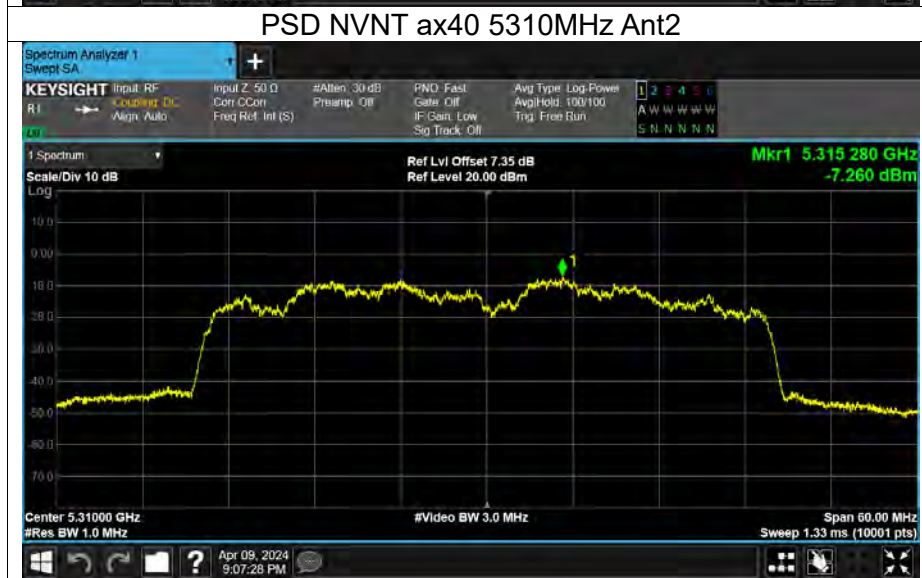 PSD NVNT ax40 5310MHz Ant2
Spectrum Analyzer 1
Swept SA
+
KEYSIGHT Input: RF
Input Z: 50 Ω
#Atten: 30 dB
PNO: Fast
Avg Type: Log-Power
1 2 3 4 5 6
R L
Coupling: DC
Corr CCorr
Preamp: Off
Gate: Off
Avg|Hold: 100/100
A W W W W W
Align: Auto
Freq Ref: Int (S)
IF Gain: Low
Trig: Free Run
Sig Track: Off
S N N N N N
1 Spectrum
Ref Lvl Offset 7.35 dB
Mkr1 5.315 280 GHz
Scale/Div 10 dB
Ref Level 20.00 dBm
-7.260 dBm
Log
10.0
0.00
1
-10.0
-20.0
-30.0
-40.0
-50.0
-60.0
-70.0
Center 5.31000 GHz
#Video BW 3.0 MHz
Span 60.00 MHz
#Res BW 1.0 MHz
Sweep 1.33 ms (10001 pts)
?
Apr 09, 2024
9:07:28 PM